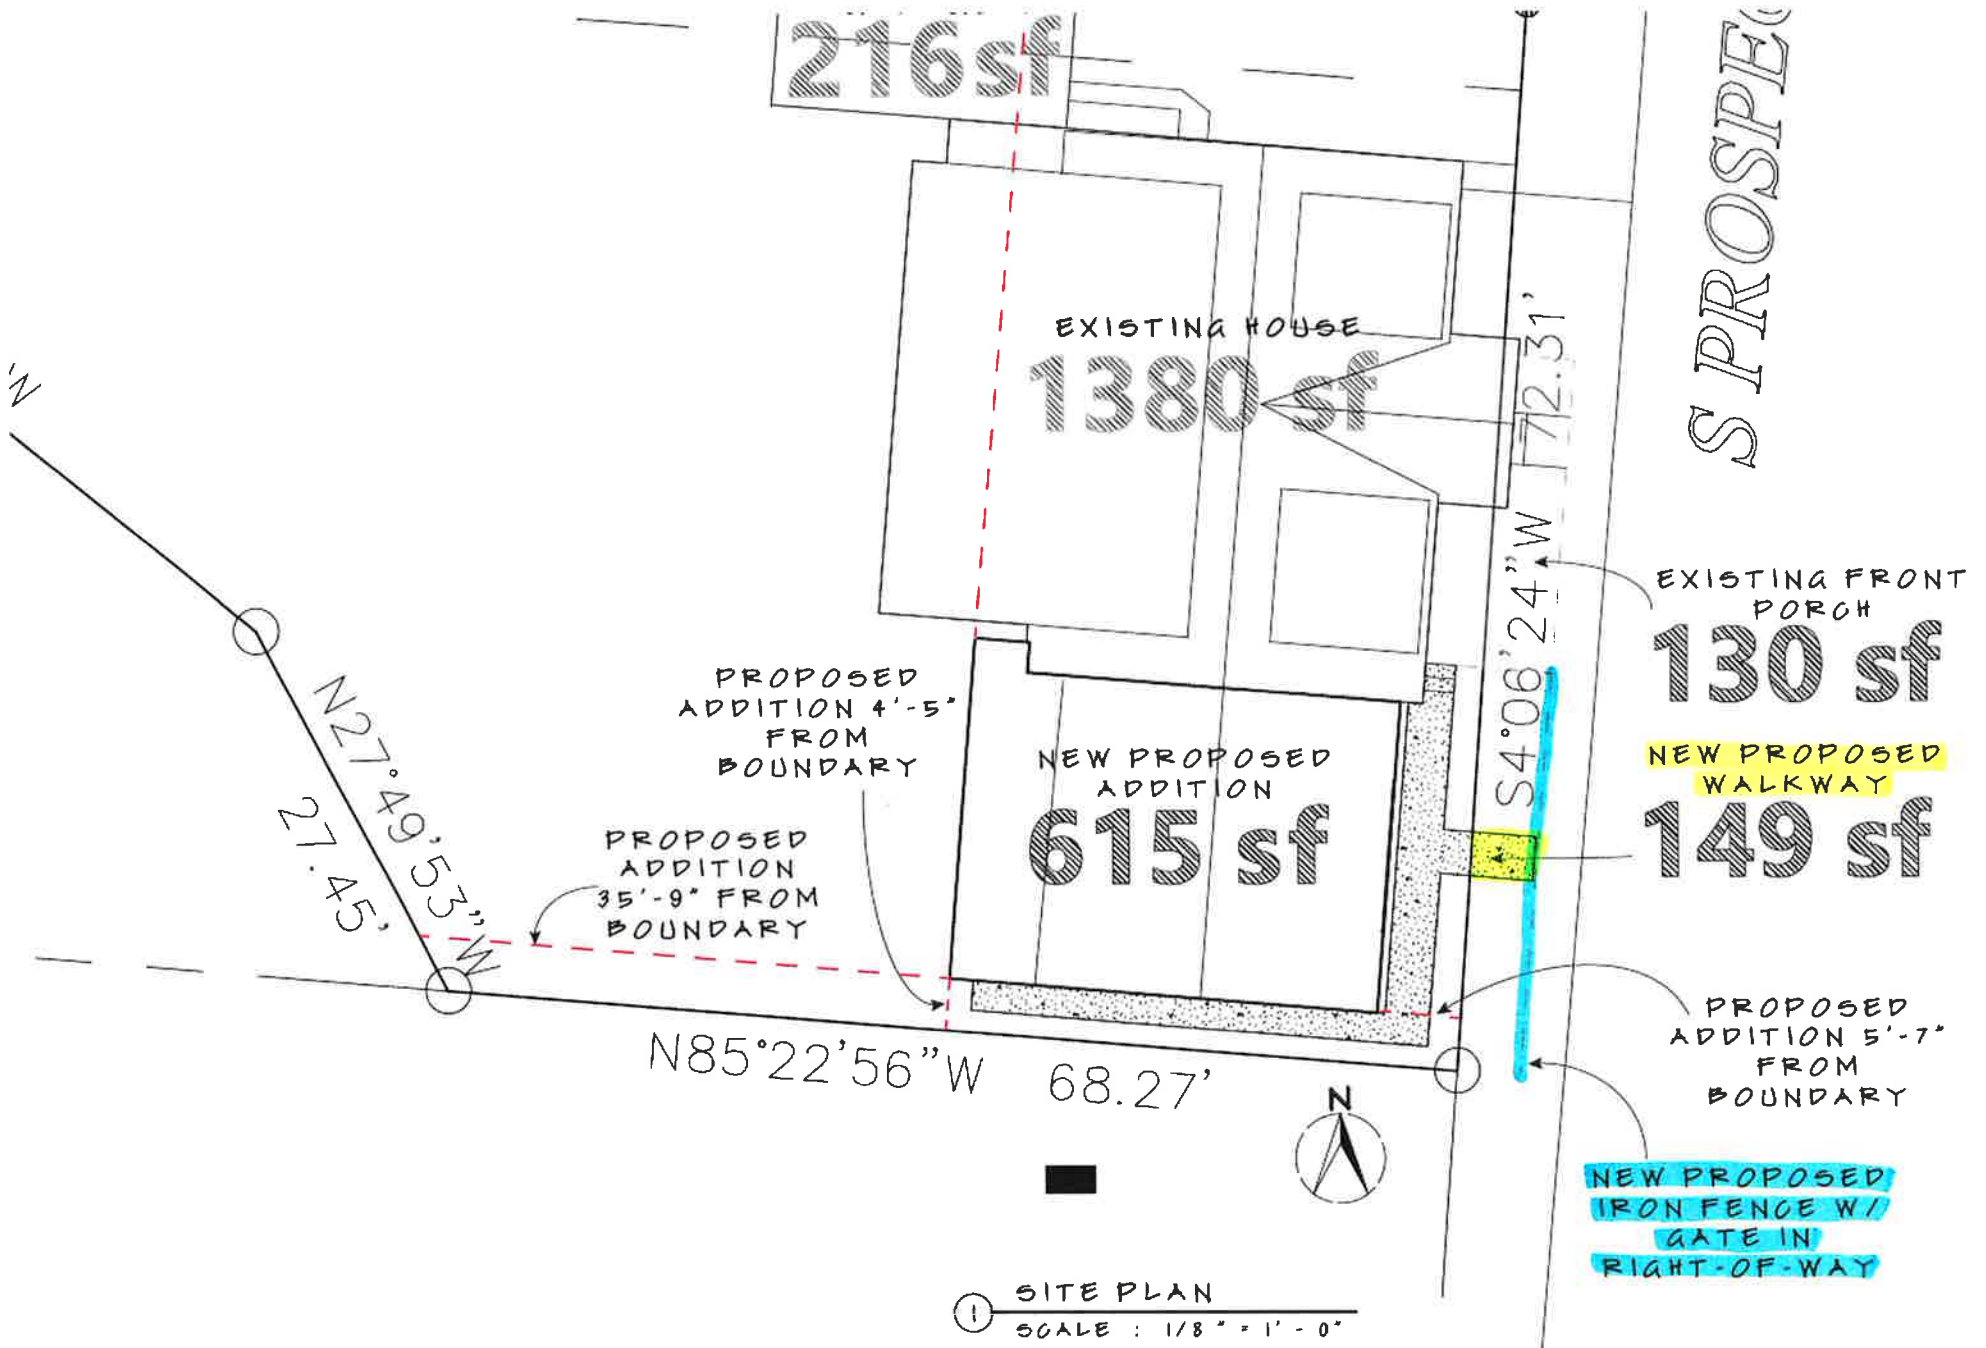 216sf
S PROSPEC
EXISTING HOUSE
1380 sf
172.31'
S4°06'24"W
EXISTING FRONT
PORCH
130 sf
NEW PROPOSED
WALKWAY
149 sf
PROPOSED
ADDITION 4'-5"
FROM
BOUNDARY
NEW PROPOSED
ADDITION
615 sf
PROPOSED
ADDITION
35'-9" FROM
BOUNDARY
N27°49'53"W
27.45'
N85°22'56"W 68.27'
N
PROPOSED
ADDITION 5'-7"
FROM
BOUNDARY
NEW PROPOSED
IRON FENCE W/
GATE IN
RIGHT-OF-WAY
1 SITE PLAN
SCALE : 1/8" = 1'-0"